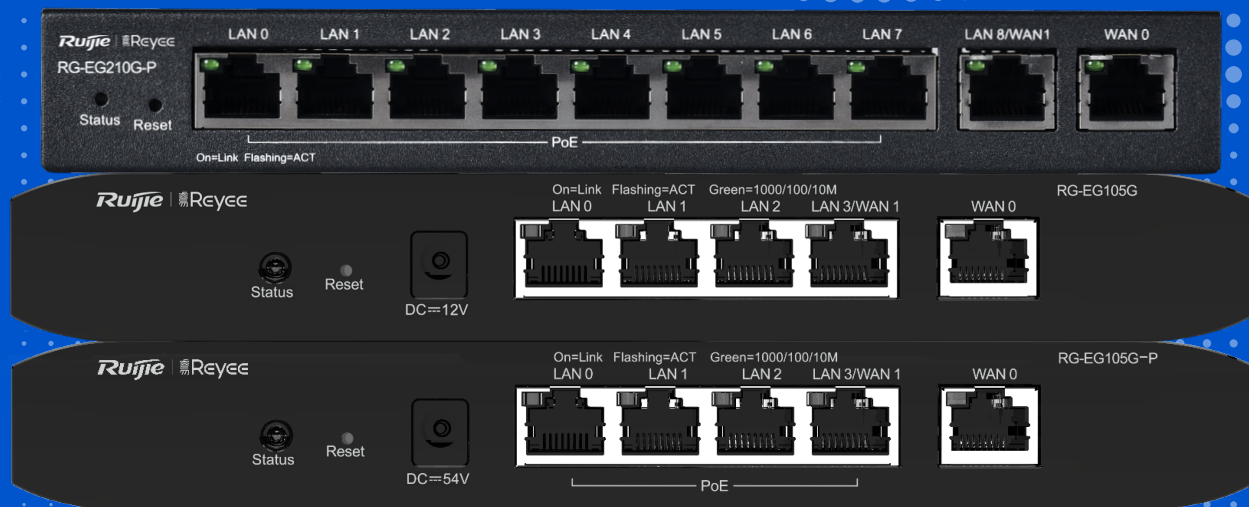 Ruijie Reyee LAN 0 LAN 1 LAN 2 LAN 3 LAN 4 LAN 5 LAN 6 LAN 7 LAN 8/WAN1 WAN 0
RG-EG210G-P
Status Reset
PoE
On=Link Flashing=ACT
Ruijie Reyee On=Link Flashing=ACT Green=1000/100/10M RG-EG105G
LAN 0 LAN 1 LAN 2 LAN 3/WAN 1 WAN 0
Status Reset
DC⎓12V
Ruijie Reyee On=Link Flashing=ACT Green=1000/100/10M RG-EG105G-P
LAN 0 LAN 1 LAN 2 LAN 3/WAN 1 WAN 0
Status Reset
DC⎓54V
PoE